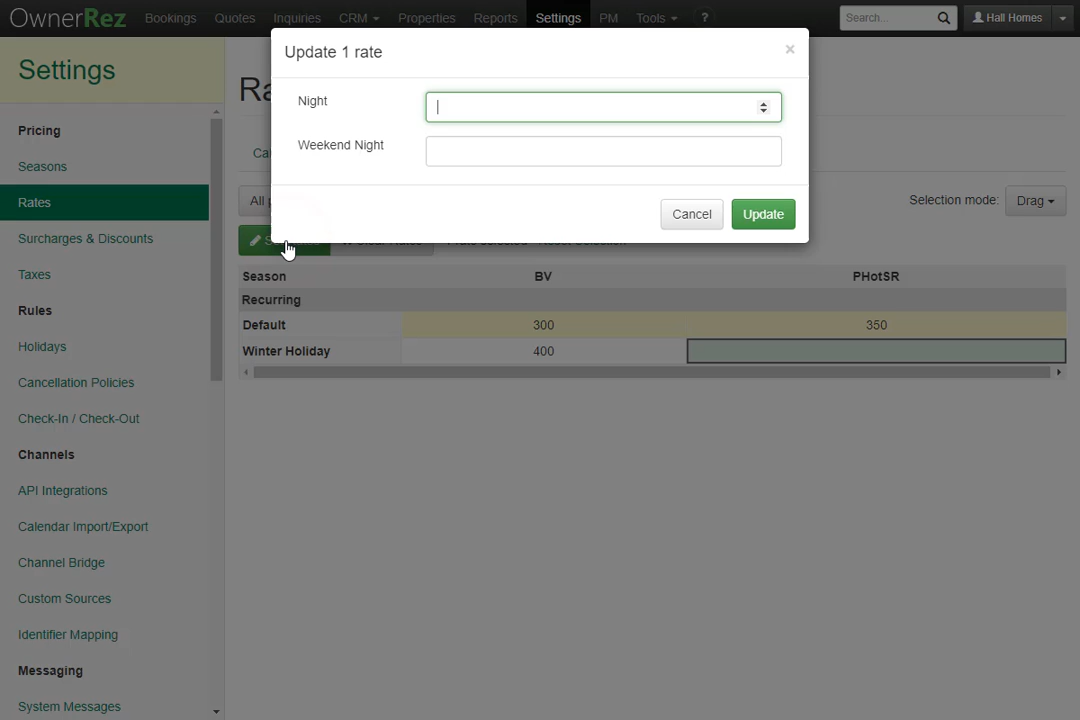 OwnerRez Bookings Quotes Inquiries CRM Properties Reports Settings PM Tools ? Search... Hall Homes
Settings
Pricing
Seasons
Rates
Surcharges & Discounts
Taxes
Rules
Holidays
Cancellation Policies
Check-In / Check-Out
Channels
API Integrations
Calendar Import/Export
Channel Bridge
Custom Sources
Identifier Mapping
Messaging
System Messages
Update 1 rate ×
Night
Weekend Night
Cancel Update
All
Selection mode: Drag
Season BV PHotSR
Recurring
Default 300 350
Winter Holiday 400